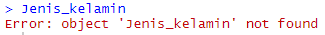 > Jenis_kelamin
Error: object 'Jenis_kelamin' not found